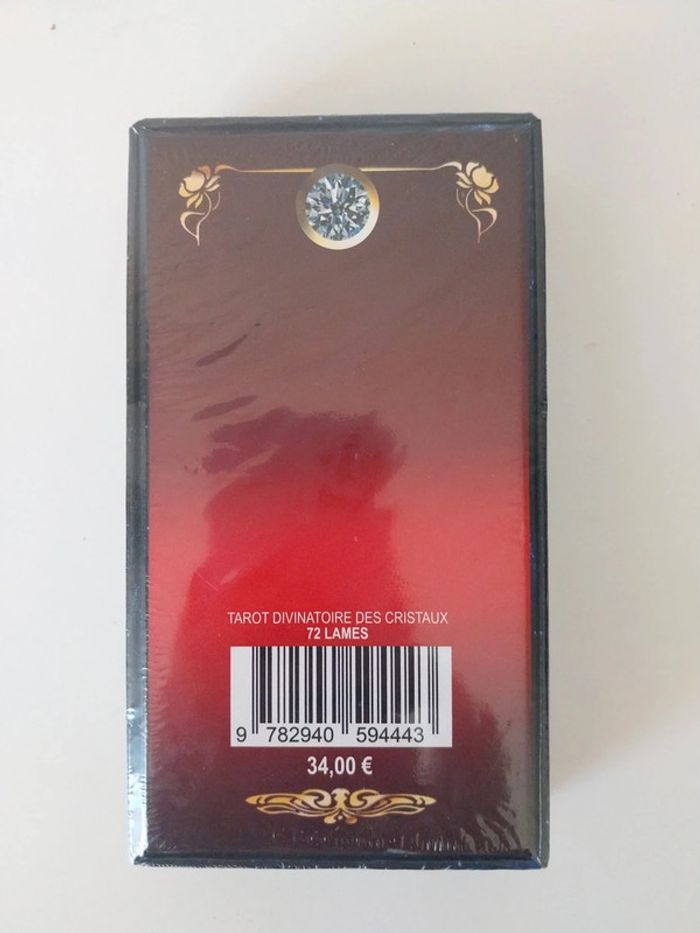 TAROT DIVINATOIRE DES CRISTAUX
72 LAMES
9 782940 594443
34,00 €